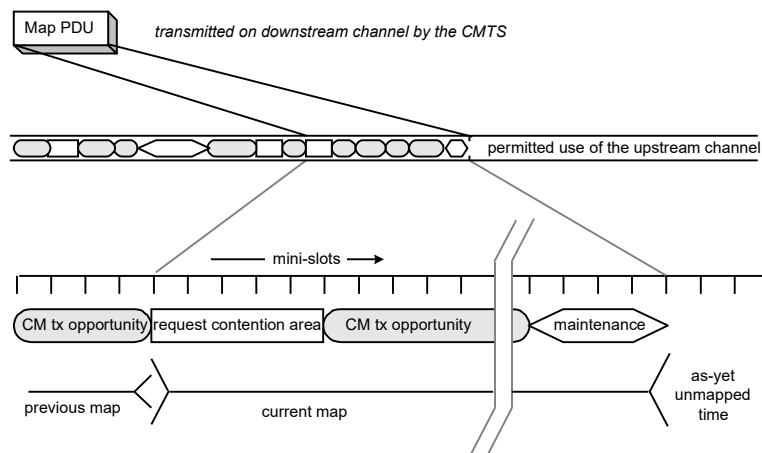 Map PDU
transmitted on downstream channel by the CMTS
permitted use of the upstream channel
mini-slots
CM tx opportunity
request contention area
CM tx opportunity
maintenance
previous map
current map
as-yet
unmapped
time